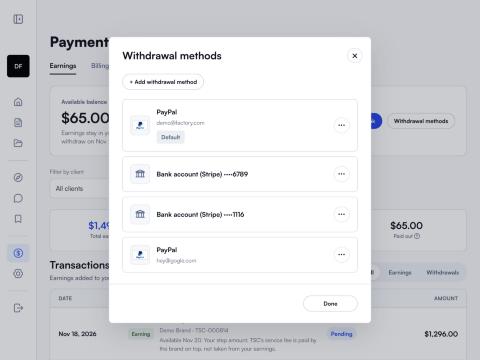 DF
Payment
Earnings
Billing
Available balance
$65.00
Earnings stay in y
withdraw on Nov
Withdrawal methods
Filter by client
All clients
$1,49
Total ea
$65.00
Paid out
Transactions
Earnings added to yo
Earnings
Withdrawals
DATE
AMOUNT
Nov 18, 2026
Earning
Demo Brand · TSC-000814
Available Nov 20. Your step amount. TSC's service fee is paid by
the brand on top, not taken from your earnings.
Pending
$1,296.00
Withdrawal methods
+ Add withdrawal method
PayPal
PayPal
demo@factory.com
Default
Bank account (Stripe) ••••6789
Bank account (Stripe) ••••1116
PayPal
PayPal
hey@gogle.com
Done